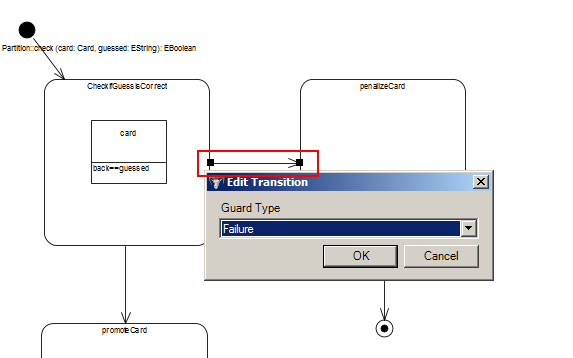 Partition::check (card: Card, guessed: EString): EBoolean
CheckIfGuessIsCorrect
penalizeCard
card
back==guessed
Edit Transition
Guard Type
Failure
OK
Cancel
promoteCard